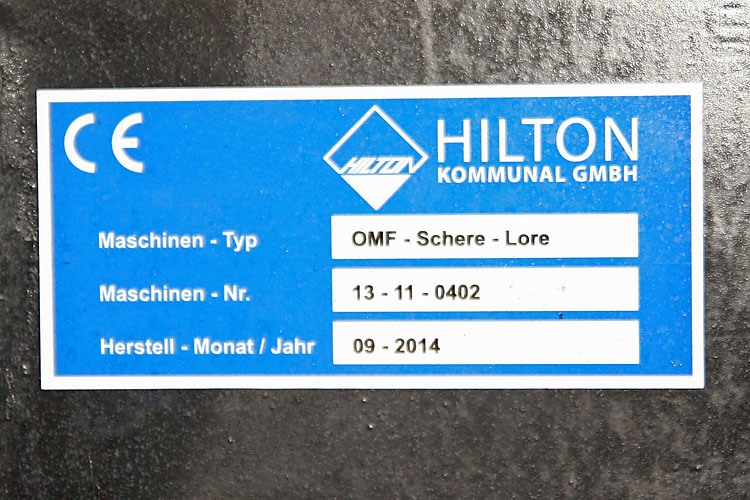 CE
HILTON
HILTON
KOMMUNAL GMBH
Maschinen - Typ OMF - Schere - Lore
Maschinen - Nr. 13 - 11 - 0402
Herstell - Monat / Jahr 09 - 2014